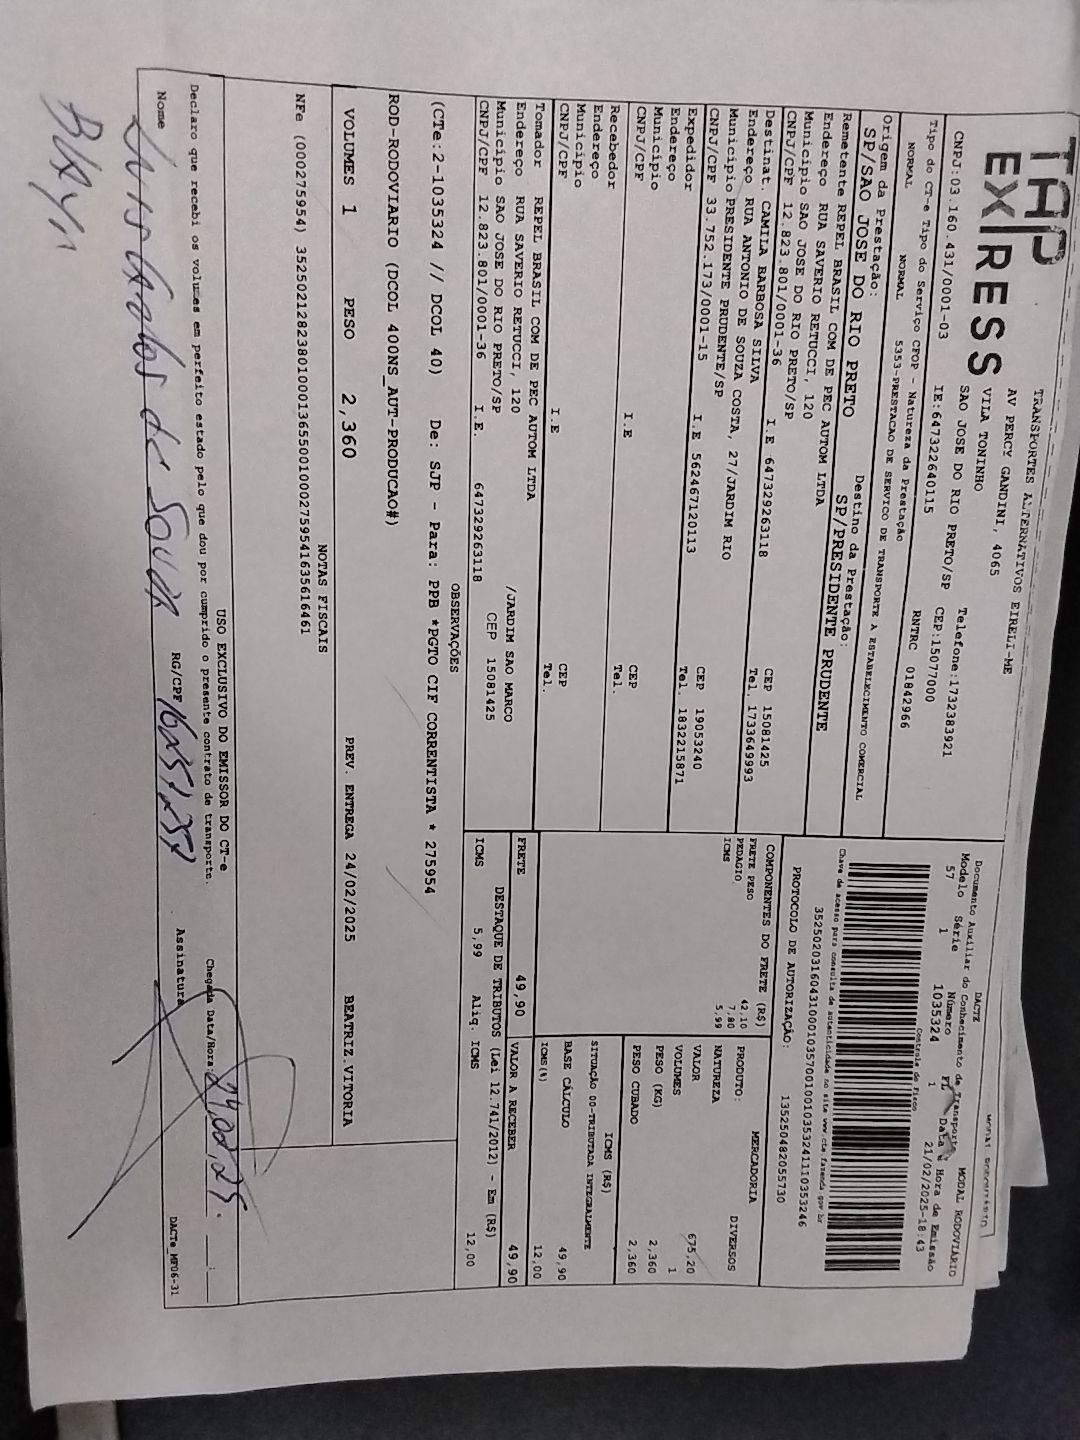 TAP EXPRESS
TRANSPORTES ALTERNATIVOS EIRELI-ME
AV PERCY GANDINI, 4065
VILA TONINHO
SAO JOSE DO RIO PRETO/SP Telefone:1732383921
CNPJ:03.160.431/0001-03 IE:647322640115 CEP:15077000
RNTRC 01842966
Tipo do CT-e Tipo do Serviço CFOP - Natureza da Prestação
NORMAL NORMAL 5353-PRESTACAO DE SERVICO DE TRANSPORTE A ESTABELECIMENTO COMERCIAL
Origem da Prestação: Destino da Prestação:
SP/SAO JOSE DO RIO PRETO SP/PRESIDENTE PRUDENTE
Remetente REPEL BRASIL COM DE PEC AUTOM LTDA
Endereço RUA SAVERIO RETUCCI, 120
Municipio SAO JOSE DO RIO PRETO/SP CEP 15081425
CNPJ/CPF 12.823.801/0001-36 I.E 647329263118 Tel. 1733649993
Destinat. CAMILA BARBOSA SILVA
Endereço RUA ANTONIO DE SOUZA COSTA, 27/JARDIM RIO
Municipio PRESIDENTE PRUDENTE/SP CEP 19053240
CNPJ/CPF 33.752.173/0001-15 I.E 562467120113 Tel. 1832215871
Expedidor
Endereço
Municipio CEP
CNPJ/CPF I.E Tel.
Recebedor
Endereço
Municipio CEP
CNPJ/CPF I.E Tel.
Tomador REPEL BRASIL COM DE PEC AUTOM LTDA
Endereço RUA SAVERIO RETUCCI, 120 /JARDIM SAO MARCO
Municipio SAO JOSE DO RIO PRETO/SP CEP 15081425
CNPJ/CPF 12.823.801/0001-36 I.E. 647329263118
DACTE MODAL RODOVIÁRIO
Documento Auxiliar do Conhecimento de Transporte
Modelo Série Número FL Data e Hora de Emissão
57 1 1035324 1 21/02/2025-18:43
Controle do Fisco
Chave de acesso para consulta de autenticidade no site www.cte.fazenda.gov.br
35250203160431000103570010010353241110353246
PROTOCOLO DE AUTORIZAÇÃO: 135250482055730
COMPONENTES DO FRETE (R$)
FRETE PESO 42,10
PEDAGIO 7,80
ICMS 5,99
FRETE 49,90
MERCADORIA
PRODUTO: DIVERSOS
NATUREZA
VALOR 675,20
VOLUMES 1
PESO (KG) 2,360
PESO CUBADO 2,360
ICMS (R$)
SITUAÇÃO 00-TRIBUTADA INTEGRALMENTE
BASE CÁLCULO 49,90
ICMS(%) 12,00
VALOR A RECEBER 49,90
DESTAQUE DE TRIBUTOS (Lei 12.741/2012) - Em (R$)
ICMS 5,99 Aliq. ICMS 12,00
OBSERVAÇÕES
(CTe:2-1035324 // DCOL 40) De: SJP - Para: PPB *PGTO CIF CORRENTISTA * 275954
ROD-RODOVIARIO (DCOL 400NS_AUT-PRODUCAO#)
VOLUMES 1 PESO 2,360 PREV. ENTREGA 24/02/2025 BEATRIZ.VITORIA
NOTAS FISCAIS
NFe (000275954) 35250212823801000136550010002759541635616461
USO EXCLUSIVO DO EMISSOR DO CT-e
Declaro que recebi os volumes em perfeito estado pelo que dou por cumprido o presente contrato de transporte. Chegada Data/Hora:
Nome de Souza RG/CPF Assinatura
DACTe_MP06-31